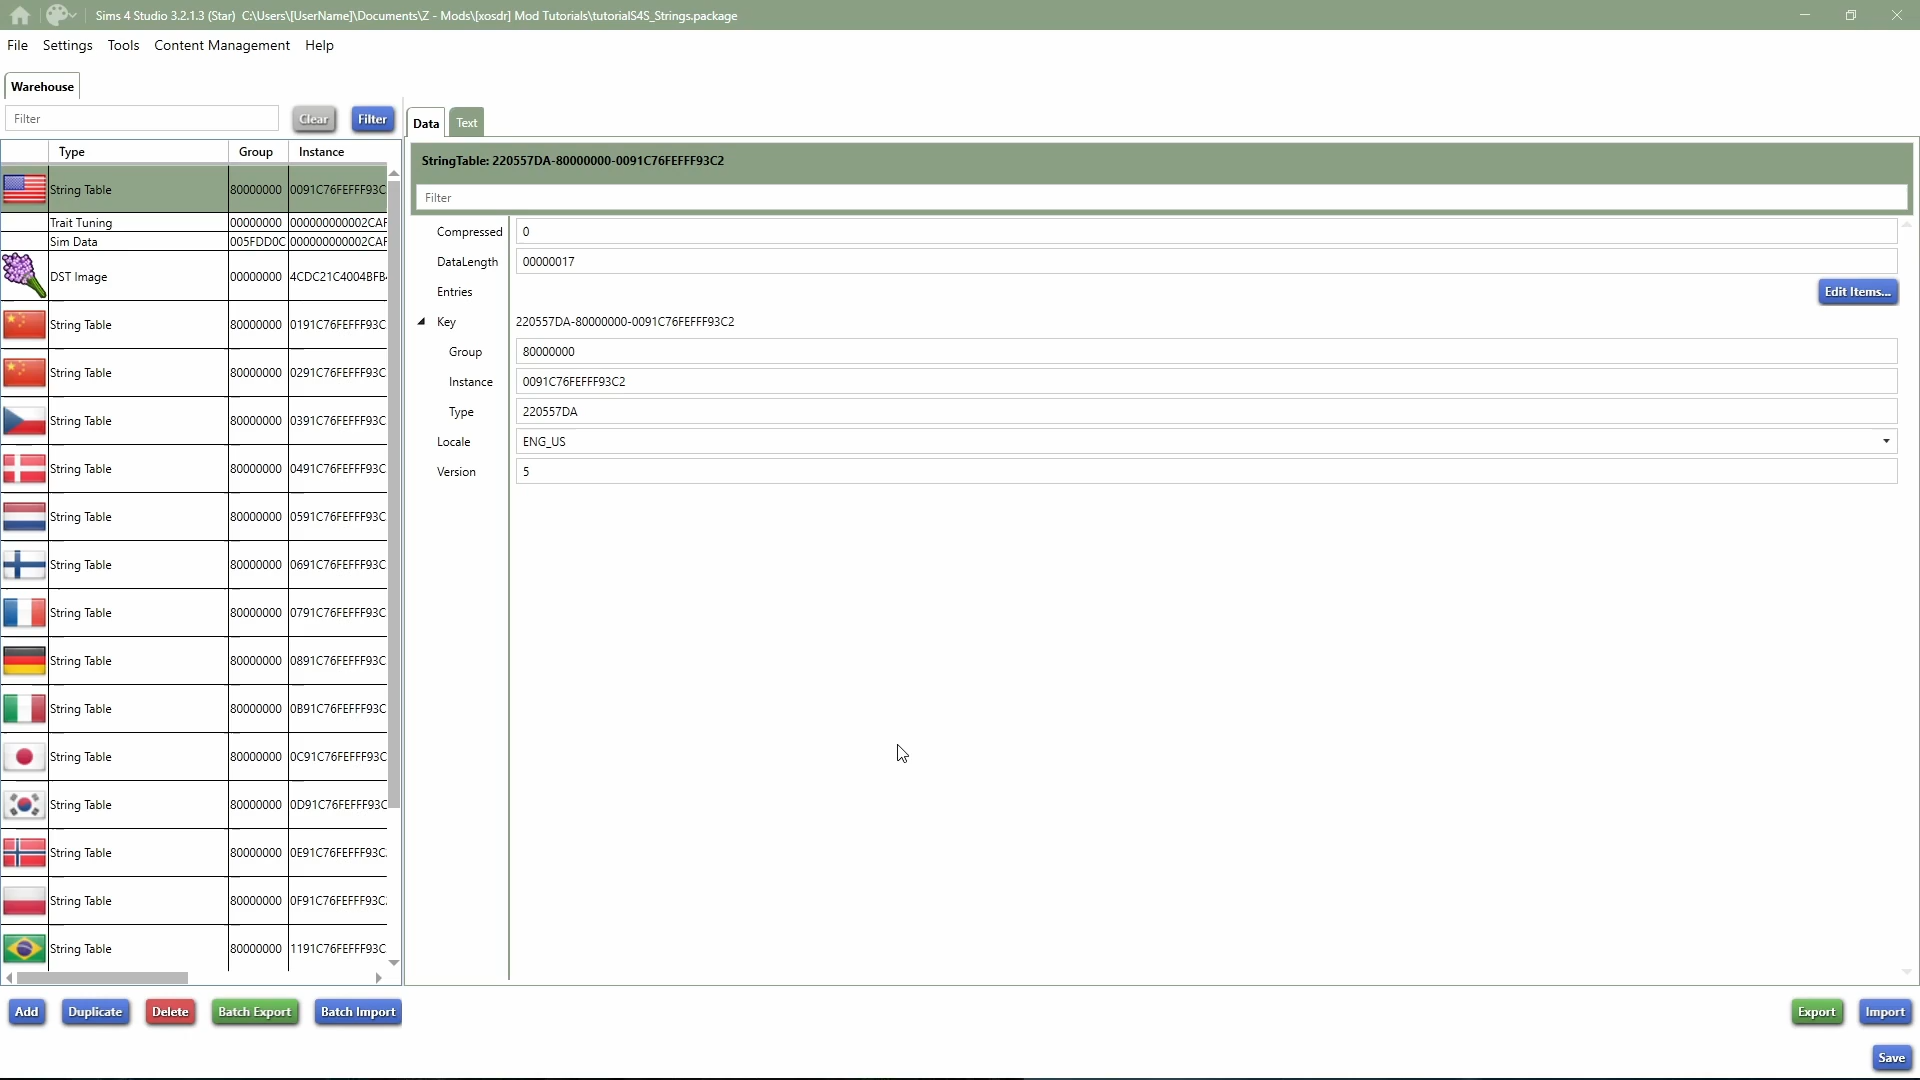 Sims 4 Studio 3.2.1.3 (Star) C:\Users\[UserName]\Documents\Z - Mods\[xosdr] Mod Tutorials\tutorialS4S_Strings.package
File Settings Tools Content Management Help
Warehouse
Filter Clear Filter
Data Text
Type Group Instance
StringTable: 220557DA-80000000-0091C76FEFFF93C2
Filter
String Table 80000000 0091C76FEFFF93C
Trait Tuning 00000000 000000000002CAF
Sim Data 005FDD0C 000000000002CAF
DST Image 00000000 4CDC21C4004BFB
String Table 80000000 0191C76FEFFF93C
String Table 80000000 0291C76FEFFF93C
String Table 80000000 0391C76FEFFF93C
String Table 80000000 0491C76FEFFF93C
String Table 80000000 0591C76FEFFF93C
String Table 80000000 0691C76FEFFF93C
String Table 80000000 0791C76FEFFF93C
String Table 80000000 0891C76FEFFF93C
String Table 80000000 0B91C76FEFFF93C
String Table 80000000 0C91C76FEFFF93C
String Table 80000000 0D91C76FEFFF93C
String Table 80000000 0E91C76FEFFF93C
String Table 80000000 0F91C76FEFFF93C
String Table 80000000 1191C76FEFFF93C
Compressed 0
DataLength 00000017
Entries Edit Items...
Key 220557DA-80000000-0091C76FEFFF93C2
Group 80000000
Instance 0091C76FEFFF93C2
Type 220557DA
Locale ENG_US
Version 5
Add Duplicate Delete Batch Export Batch Import Export Import
Save